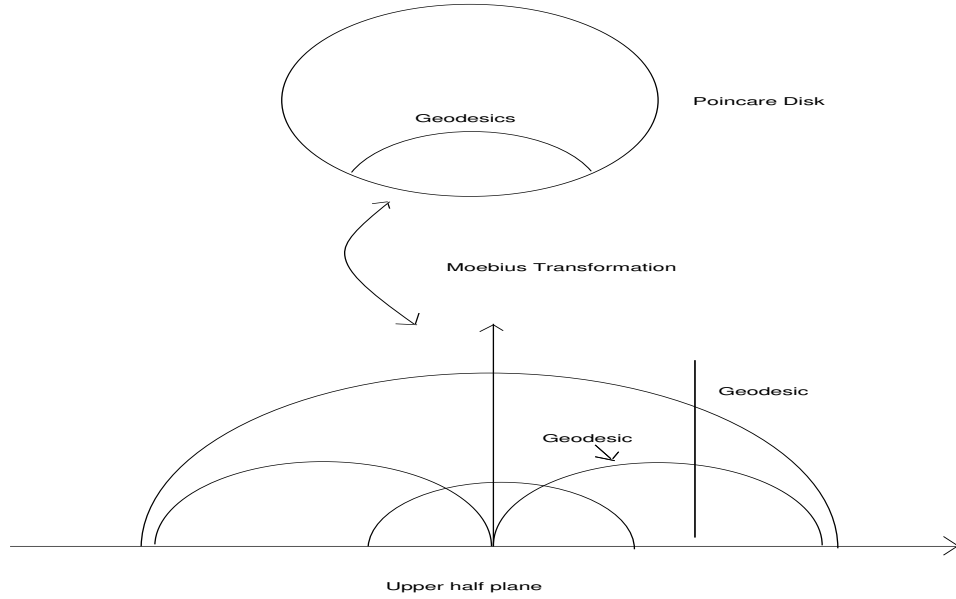 Poincare Disk
Geodesics
Moebius Transformation
Geodesic
Geodesic
Upper half plane